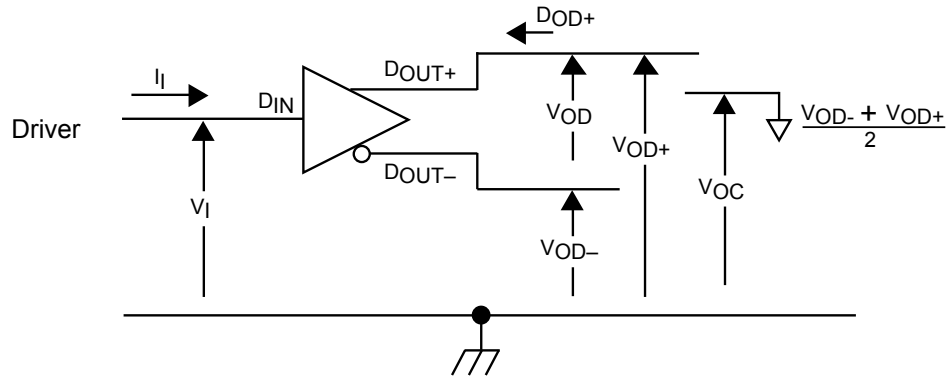 DOD+
II
DIN
DOUT+
Driver
VOD
VOD- + VOD+
2
VOD+
DOUT–
VOC
VI
VOD–